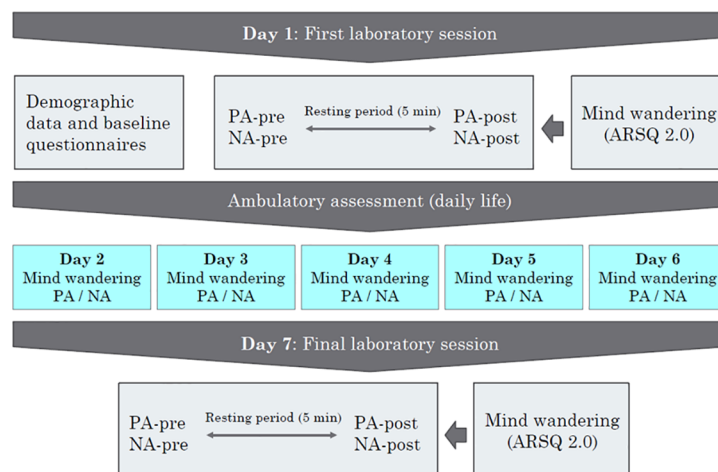 Day 1: First laboratory session
Demographic
data and baseline
questionnaires
PA-pre
NA-pre
Resting period (5 min)
PA-post
NA-post
Mind wandering
(ARSQ 2.0)
Ambulatory assessment (daily life)
Day 2
Mind wandering
PA / NA
Day 3
Mind wandering
PA / NA
Day 4
Mind wandering
PA / NA
Day 5
Mind wandering
PA / NA
Day 6
Mind wandering
PA / NA
Day 7: Final laboratory session
PA-pre
NA-pre
Resting period (5 min)
PA-post
NA-post
Mind wandering
(ARSQ 2.0)